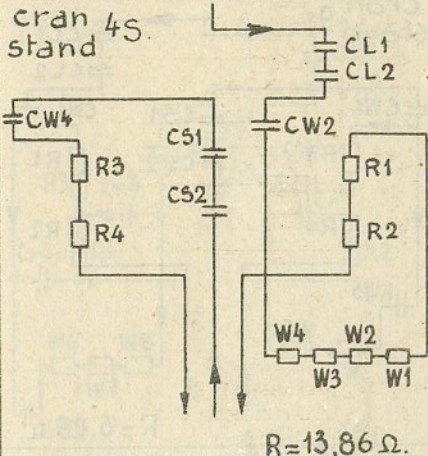 cran 4S.
stand
CL1
CL2
CW4
CS1
CW2
R3
R1
CS2
R4
R2
W4 W3 W2 W1
R=13,86 Ω.